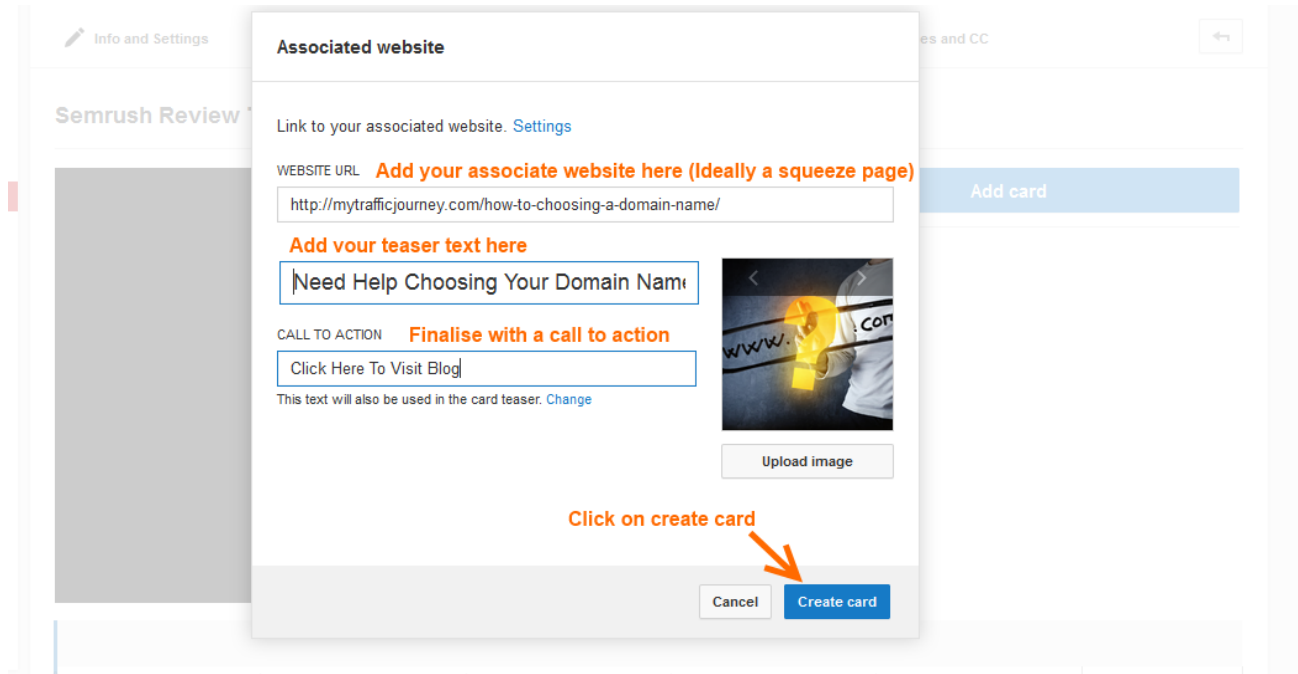 Info and Settings
Associated website
es and CC
Semrush Review
Link to your associated website. Settings
WEBSITE URL Add your associate website here (Ideally a squeeze page)
Add card
http://mytrafficjourney.com/how-to-choosing-a-domain-name/
Add your teaser text here
Need Help Choosing Your Domain Name
CALL TO ACTION Finalise with a call to action
www. .com
Click Here To Visit Blog
This text will also be used in the card teaser. Change
Upload image
Click on create card
Cancel Create card